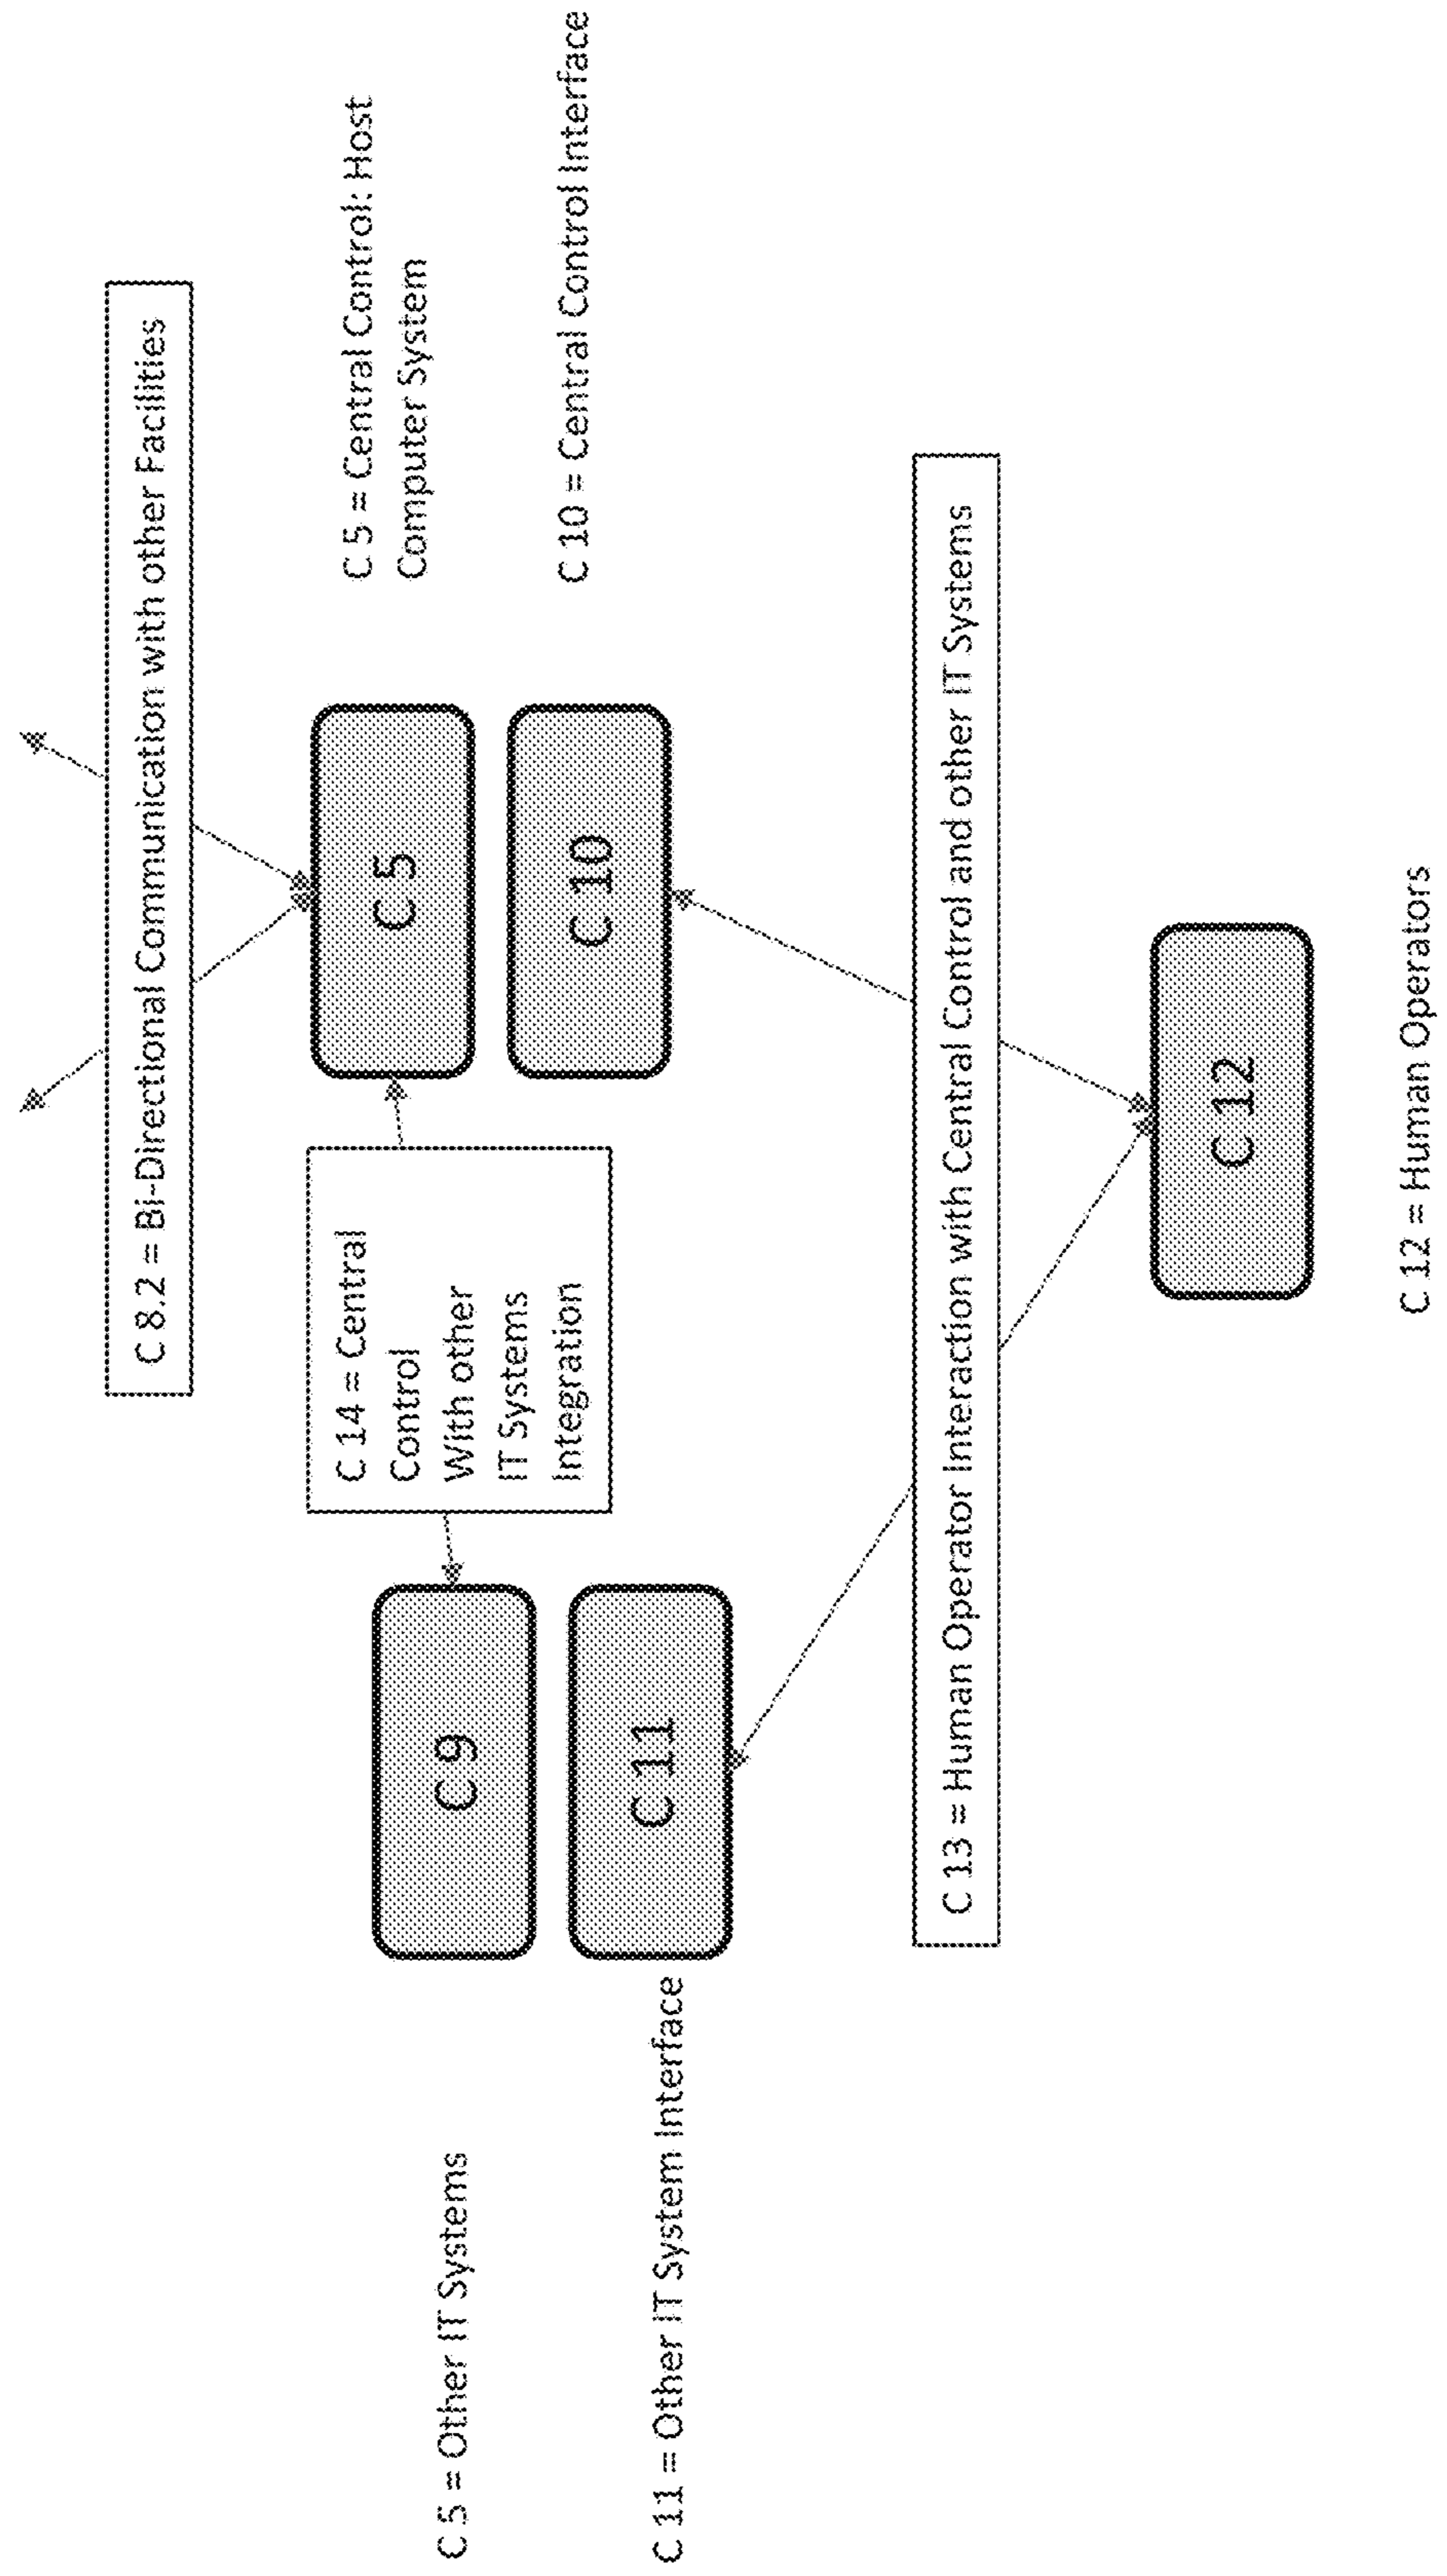 C 8.2 = Bi-Directional Communication with other Facilities
C 5 = Other IT Systems
C 9
C 14 = Central
Control
With other
IT Systems
Integration
C 5
C 5 = Central Control: Host
Computer System
C 11 = Other IT System Interface
C 11
C 10
C 10 = Central Control Interface
C 13 = Human Operator Interaction with Central Control and other IT Systems
C 12
C 12 = Human Operators